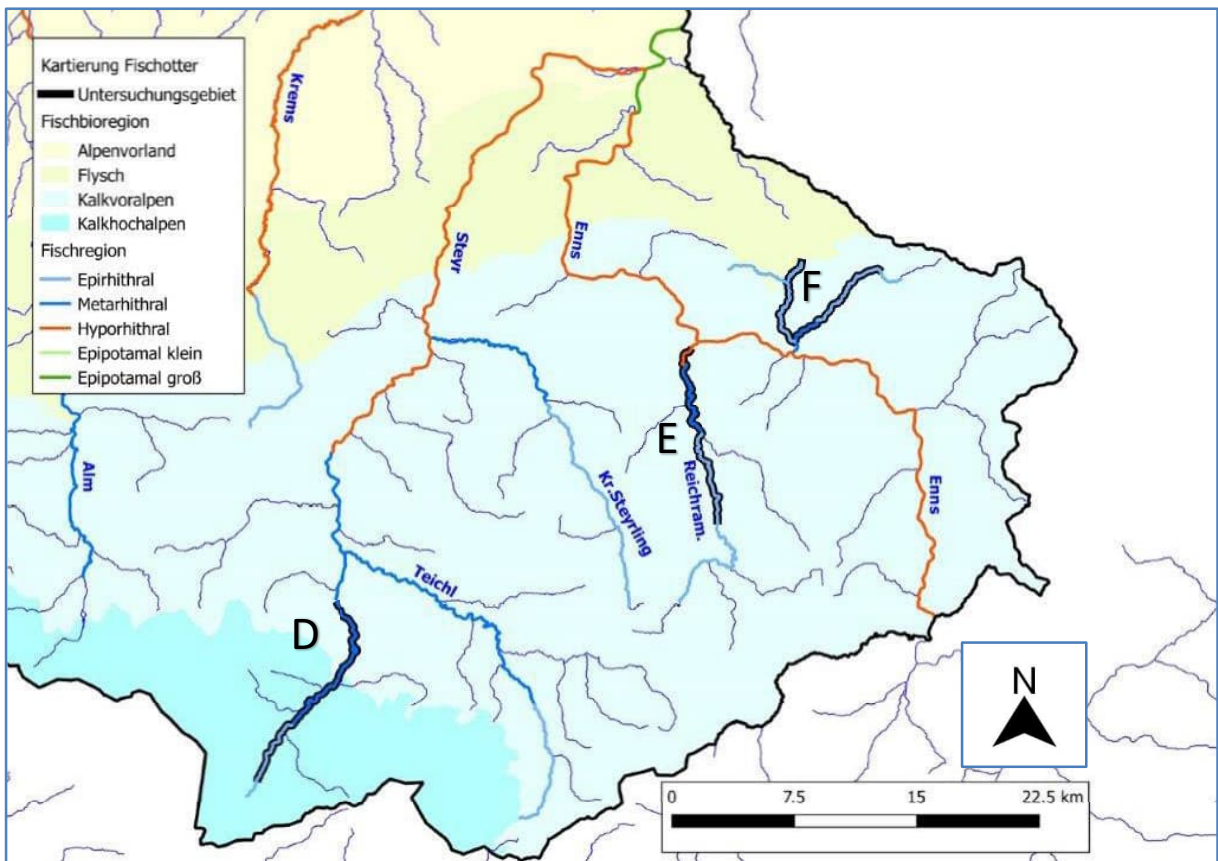 Kartierung Fischotter
Untersuchungsgebiet
Fischbioregion
Alpenvorland
Flysch
Kalkvoralpen
Kalkhochalpen
Fischregion
Epirhithral
Metarhithral
Hyporhithral
Epipotamal klein
Epipotamal groß
Krems
Steyr
Enns
F
E
Reichram.
Kr.Steyrling
Enns
Alm
Teichl
D
N
0 7.5 15 22.5 km